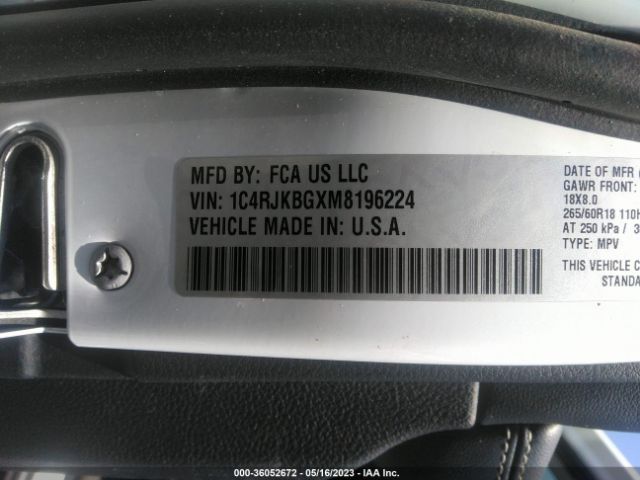 MFD BY: FCA US LLC
VIN: 1C4RJKBGXM8196224
VEHICLE MADE IN: U.S.A.
DATE OF MFR
GAWR FRONT:
18X8.0
265/60R18 110
AT 250 kPa /
TYPE: MPV
THIS VEHICLE
STANDA
000-36052672 - 05/16/2023 - IAA Inc.